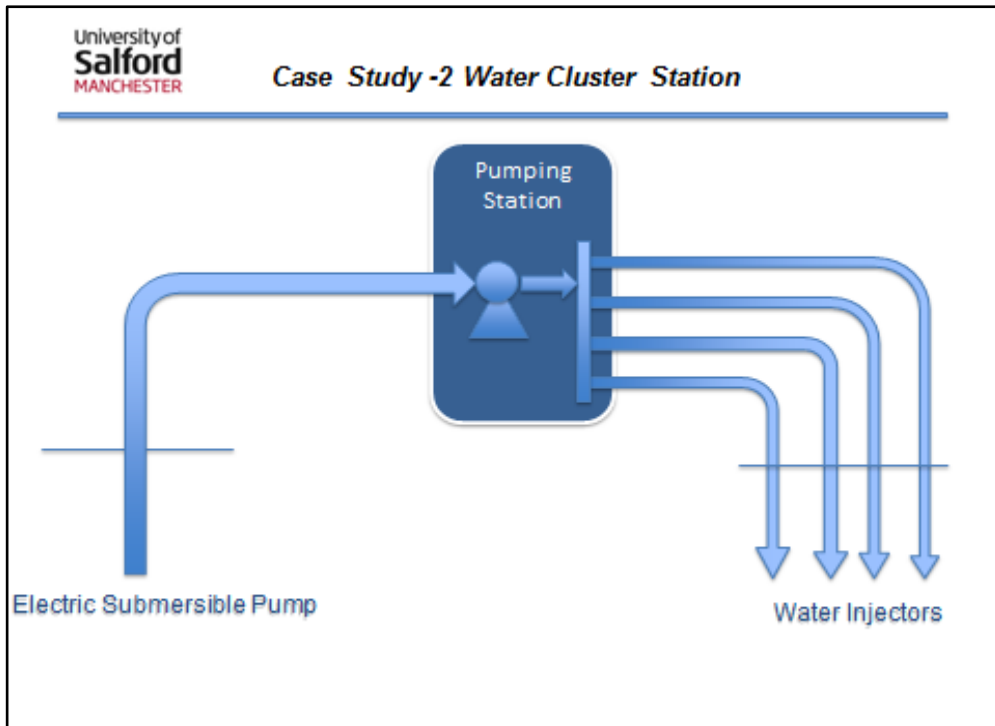 University of
Salford
MANCHESTER
Case Study -2 Water Cluster Station
Pumping
Station
Electric Submersible Pump
Water Injectors